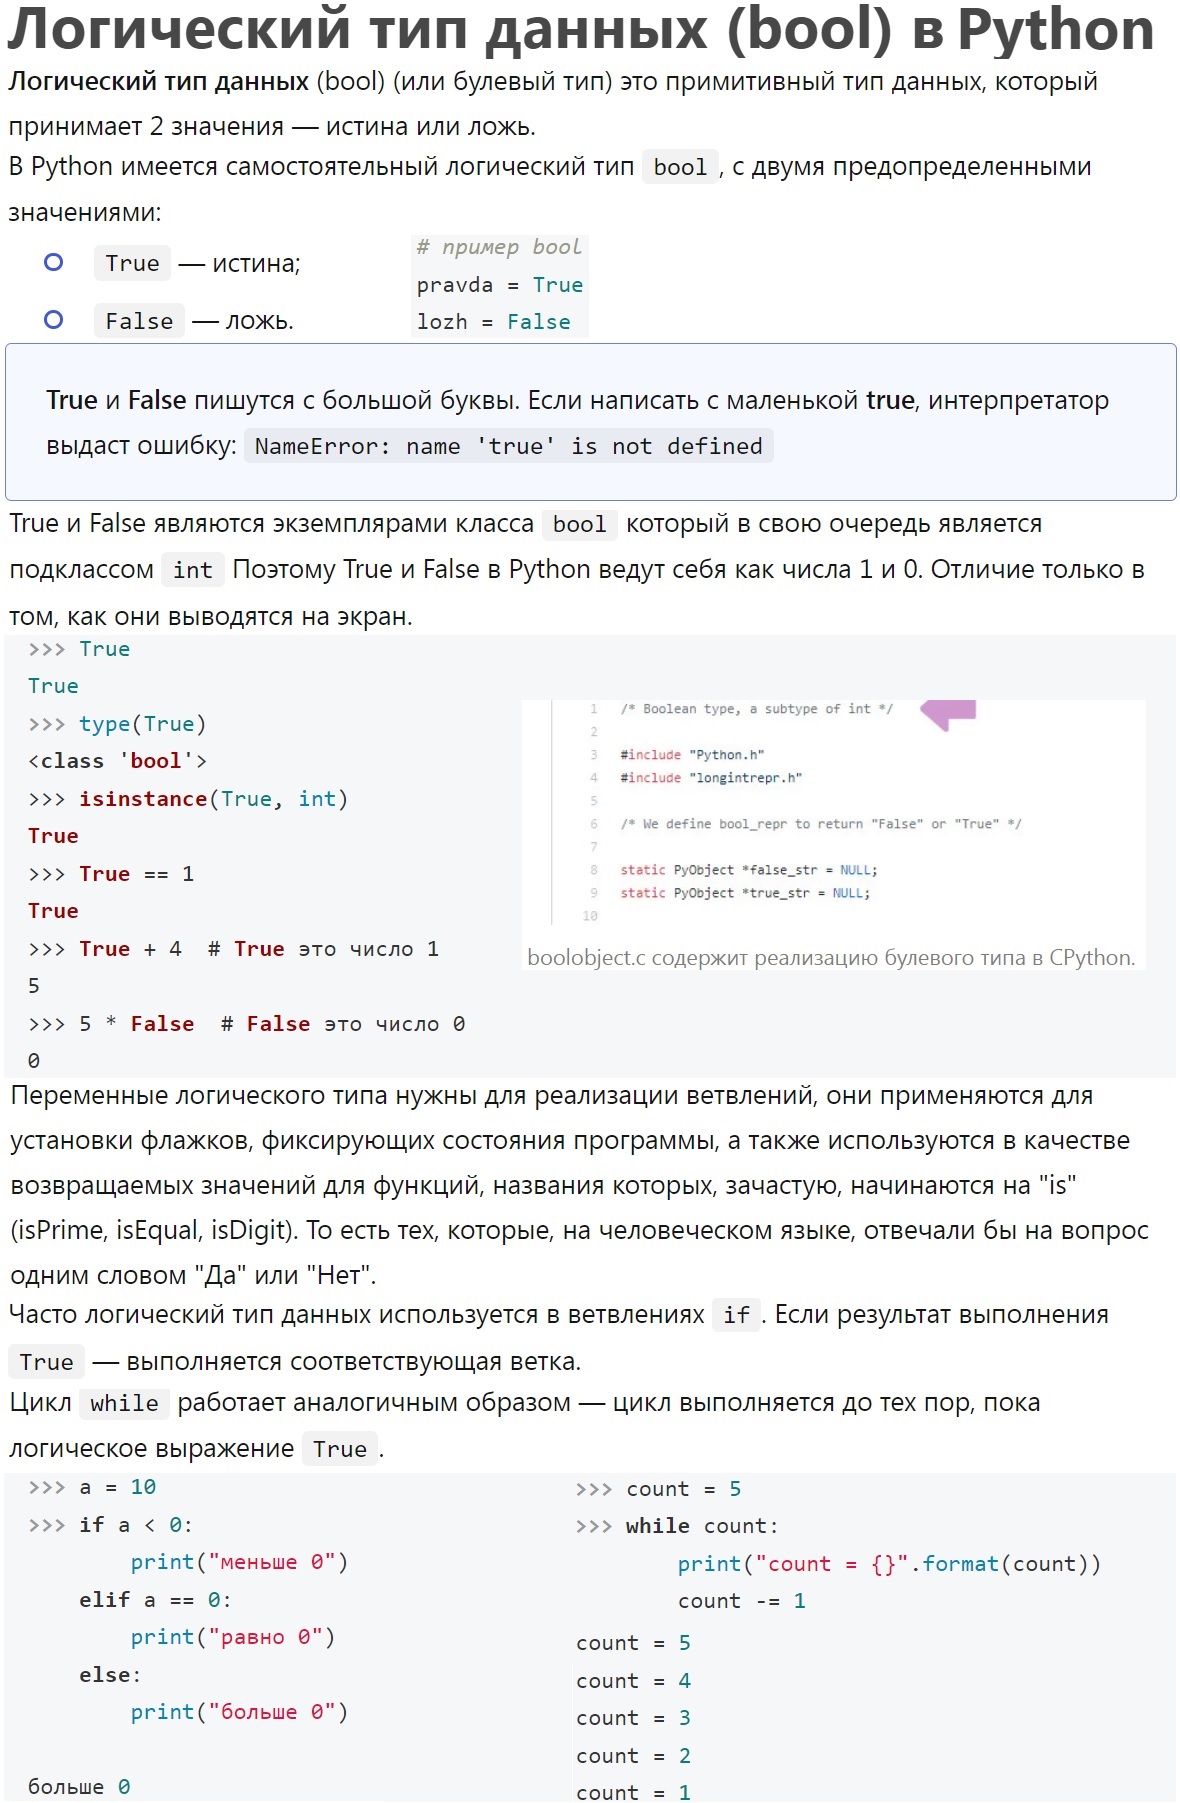 Логический тип данных (bool) в Python
Логический тип данных (bool) (или булевый тип) это примитивный тип данных, который
принимает 2 значения — истина или ложь.
В Python имеется самостоятельный логический тип bool, с двумя предопределенными
значениями:
True — истина;
False — ложь.
# пример bool
pravda = True
lozh = False
True и False пишутся с большой буквы. Если написать с маленькой true, интерпретатор
выдаст ошибку: NameError: name 'true' is not defined
True и False являются экземплярами класса bool который в свою очередь является
подклассом int Поэтому True и False в Python ведут себя как числа 1 и 0. Отличие только в
том, как они выводятся на экран.
>>> True
True
>>> type(True)
<class 'bool'>
>>> isinstance(True, int)
True
>>> True == 1
True
>>> True + 4  # True это число 1
5
>>> 5 * False  # False это число 0
0
1 /* Boolean type, a subtype of int */
2
3 #include "Python.h"
4 #include "longintrepr.h"
5
6 /* We define bool_repr to return "False" or "True" */
7
8 static PyObject *false_str = NULL;
9 static PyObject *true_str = NULL;
10
boolobject.c содержит реализацию булевого типа в CPython.
Переменные логического типа нужны для реализации ветвлений, они применяются для
установки флажков, фиксирующих состояния программы, а также используются в качестве
возвращаемых значений для функций, названия которых, зачастую, начинаются на "is"
(isPrime, isEqual, isDigit). То есть тех, которые, на человеческом языке, отвечали бы на вопрос
одним словом "Да" или "Нет".
Часто логический тип данных используется в ветвлениях if. Если результат выполнения
True — выполняется соответствующая ветка.
Цикл while работает аналогичным образом — цикл выполняется до тех пор, пока
логическое выражение True.
>>> a = 10
>>> if a < 0:
print("меньше 0")
elif a == 0:
print("равно 0")
else:
print("больше 0")
больше 0
>>> count = 5
>>> while count:
print("count = {}".format(count))
count -= 1
count = 5
count = 4
count = 3
count = 2
count = 1